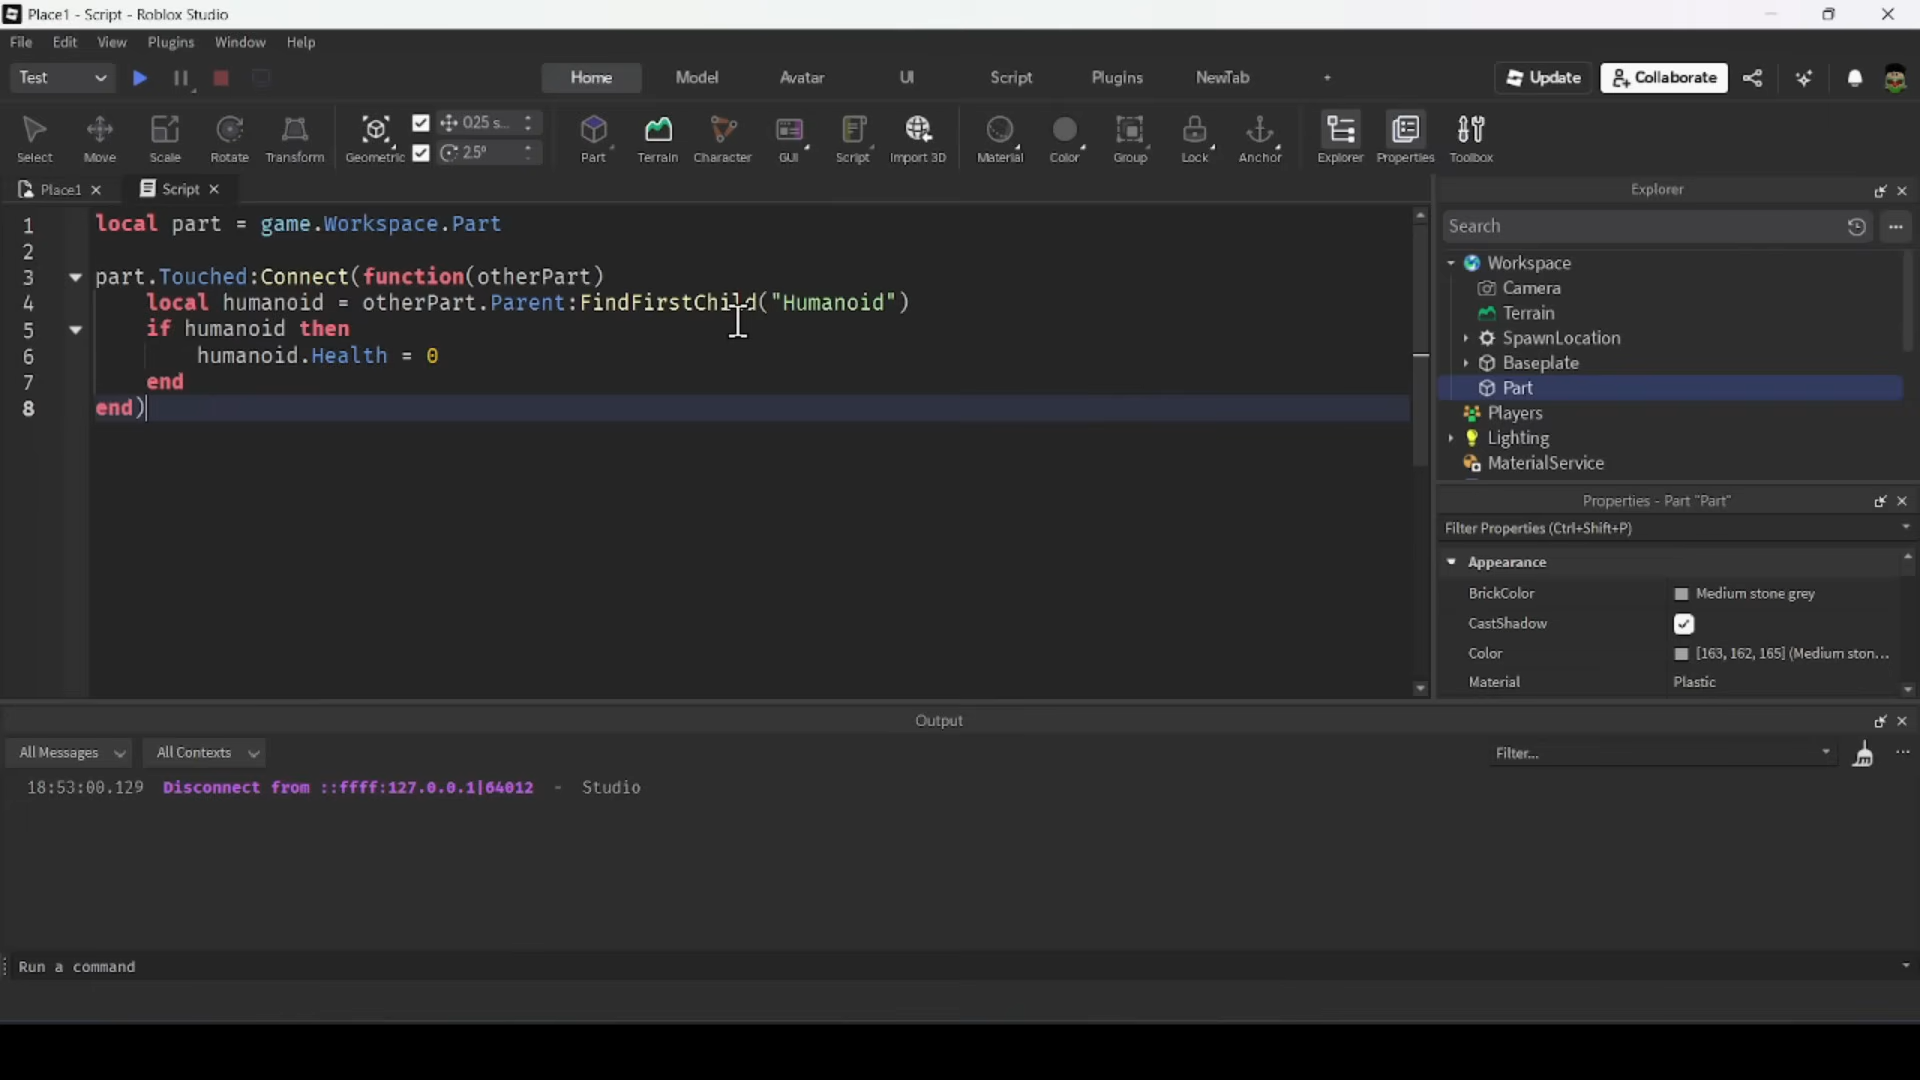 Place1 - Script - Roblox Studio
File Edit View Plugins Window Help
Test Home Model Avatar UI Script Plugins NewTab + Update Collaborate
025 s...
2.5°
Select Move Scale Rotate Transform Geometric Part Terrain Character GUI Script Import 3D Material Color Group Lock Anchor Explorer Properties Toolbox
Place1 Script
1 local part = game.Workspace.Part
2
3 part.Touched:Connect(function(otherPart)
4 local humanoid = otherPart.Parent:FindFirstChild("Humanoid")
5 if humanoid then
6 humanoid.Health = 0
7 end
8 end)
Explorer
Search
Workspace
Camera
Terrain
SpawnLocation
Baseplate
Part
Players
Lighting
MaterialService
Properties - Part "Part"
Filter Properties (Ctrl+Shift+P)
Appearance
BrickColor Medium stone grey
CastShadow
Color [163, 162, 165] (Medium ston...
Material Plastic
Output
All Messages All Contexts Filter...
18:53:00.129 Disconnect from ::ffff:127.0.0.1|64012 - Studio
Run a command